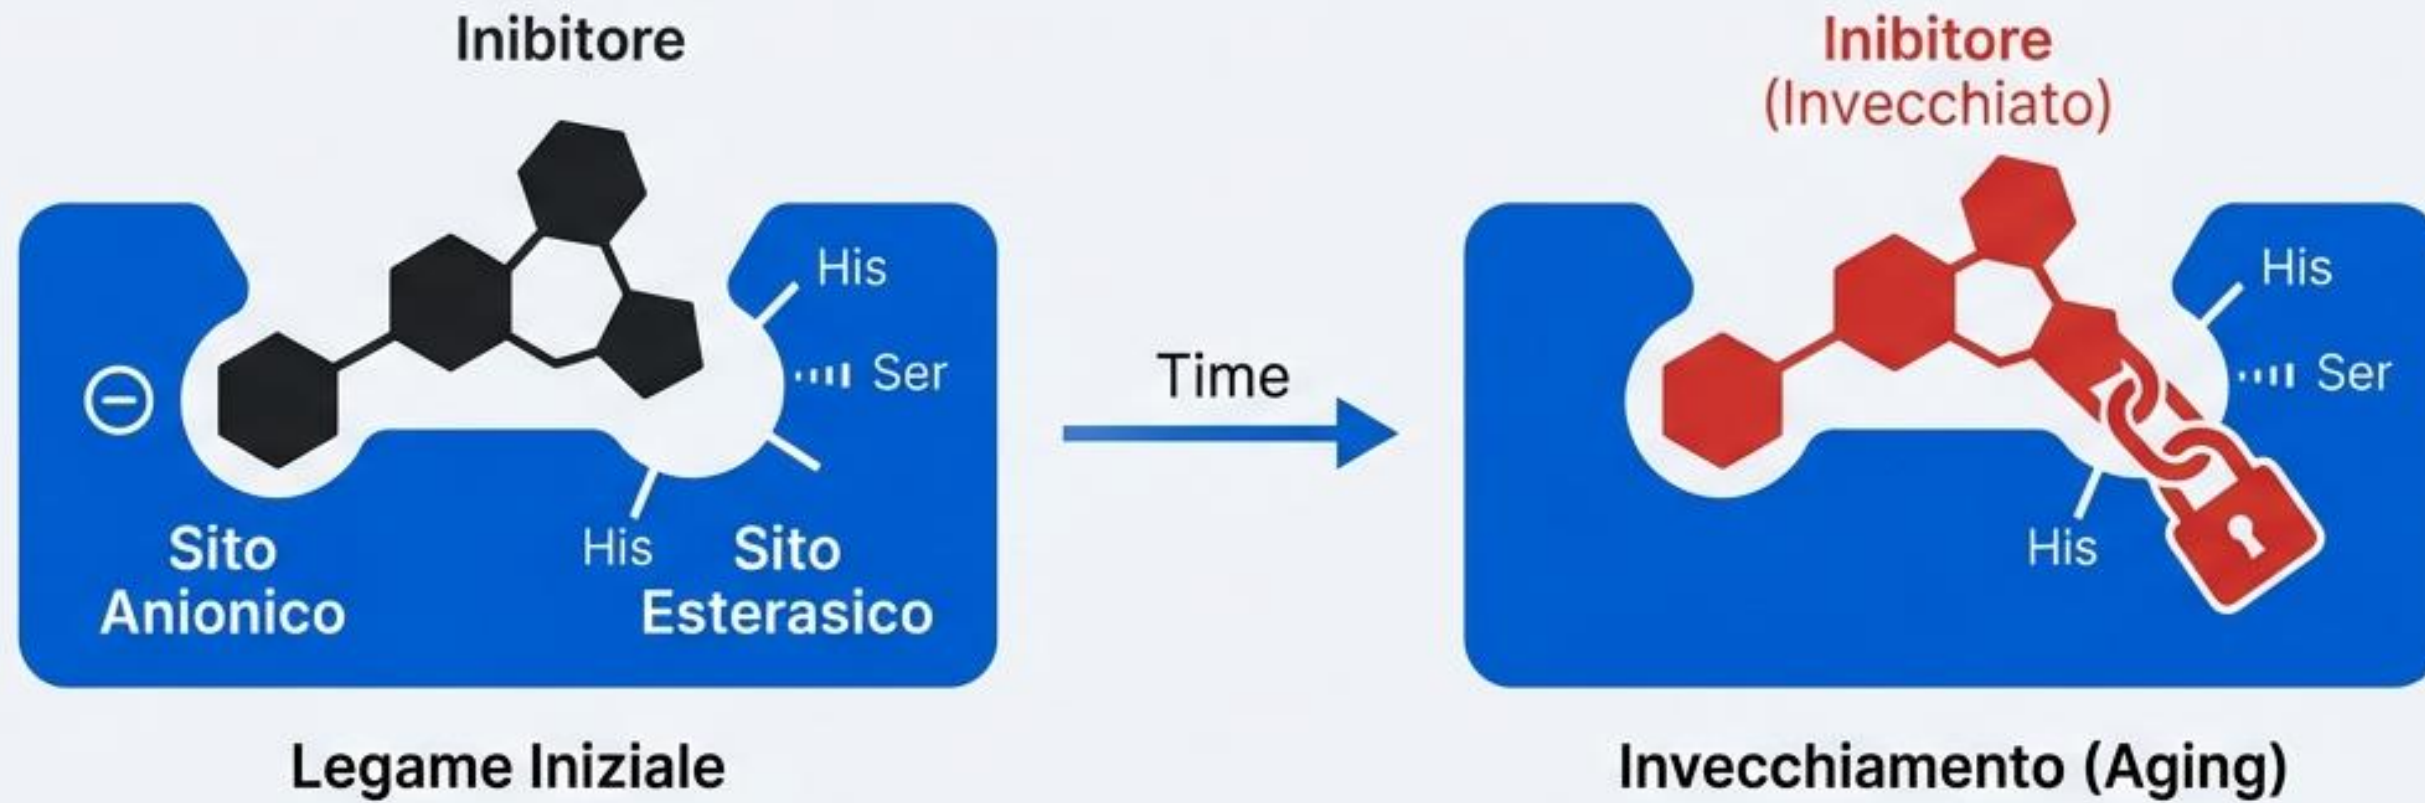 Inibitore
His
Ser
⊖
His
Sito
Anionico
Sito
Esterasico
Legame Iniziale
Time
Inibitore
(Invecchiato)
His
Ser
His
Invecchiamento (Aging)